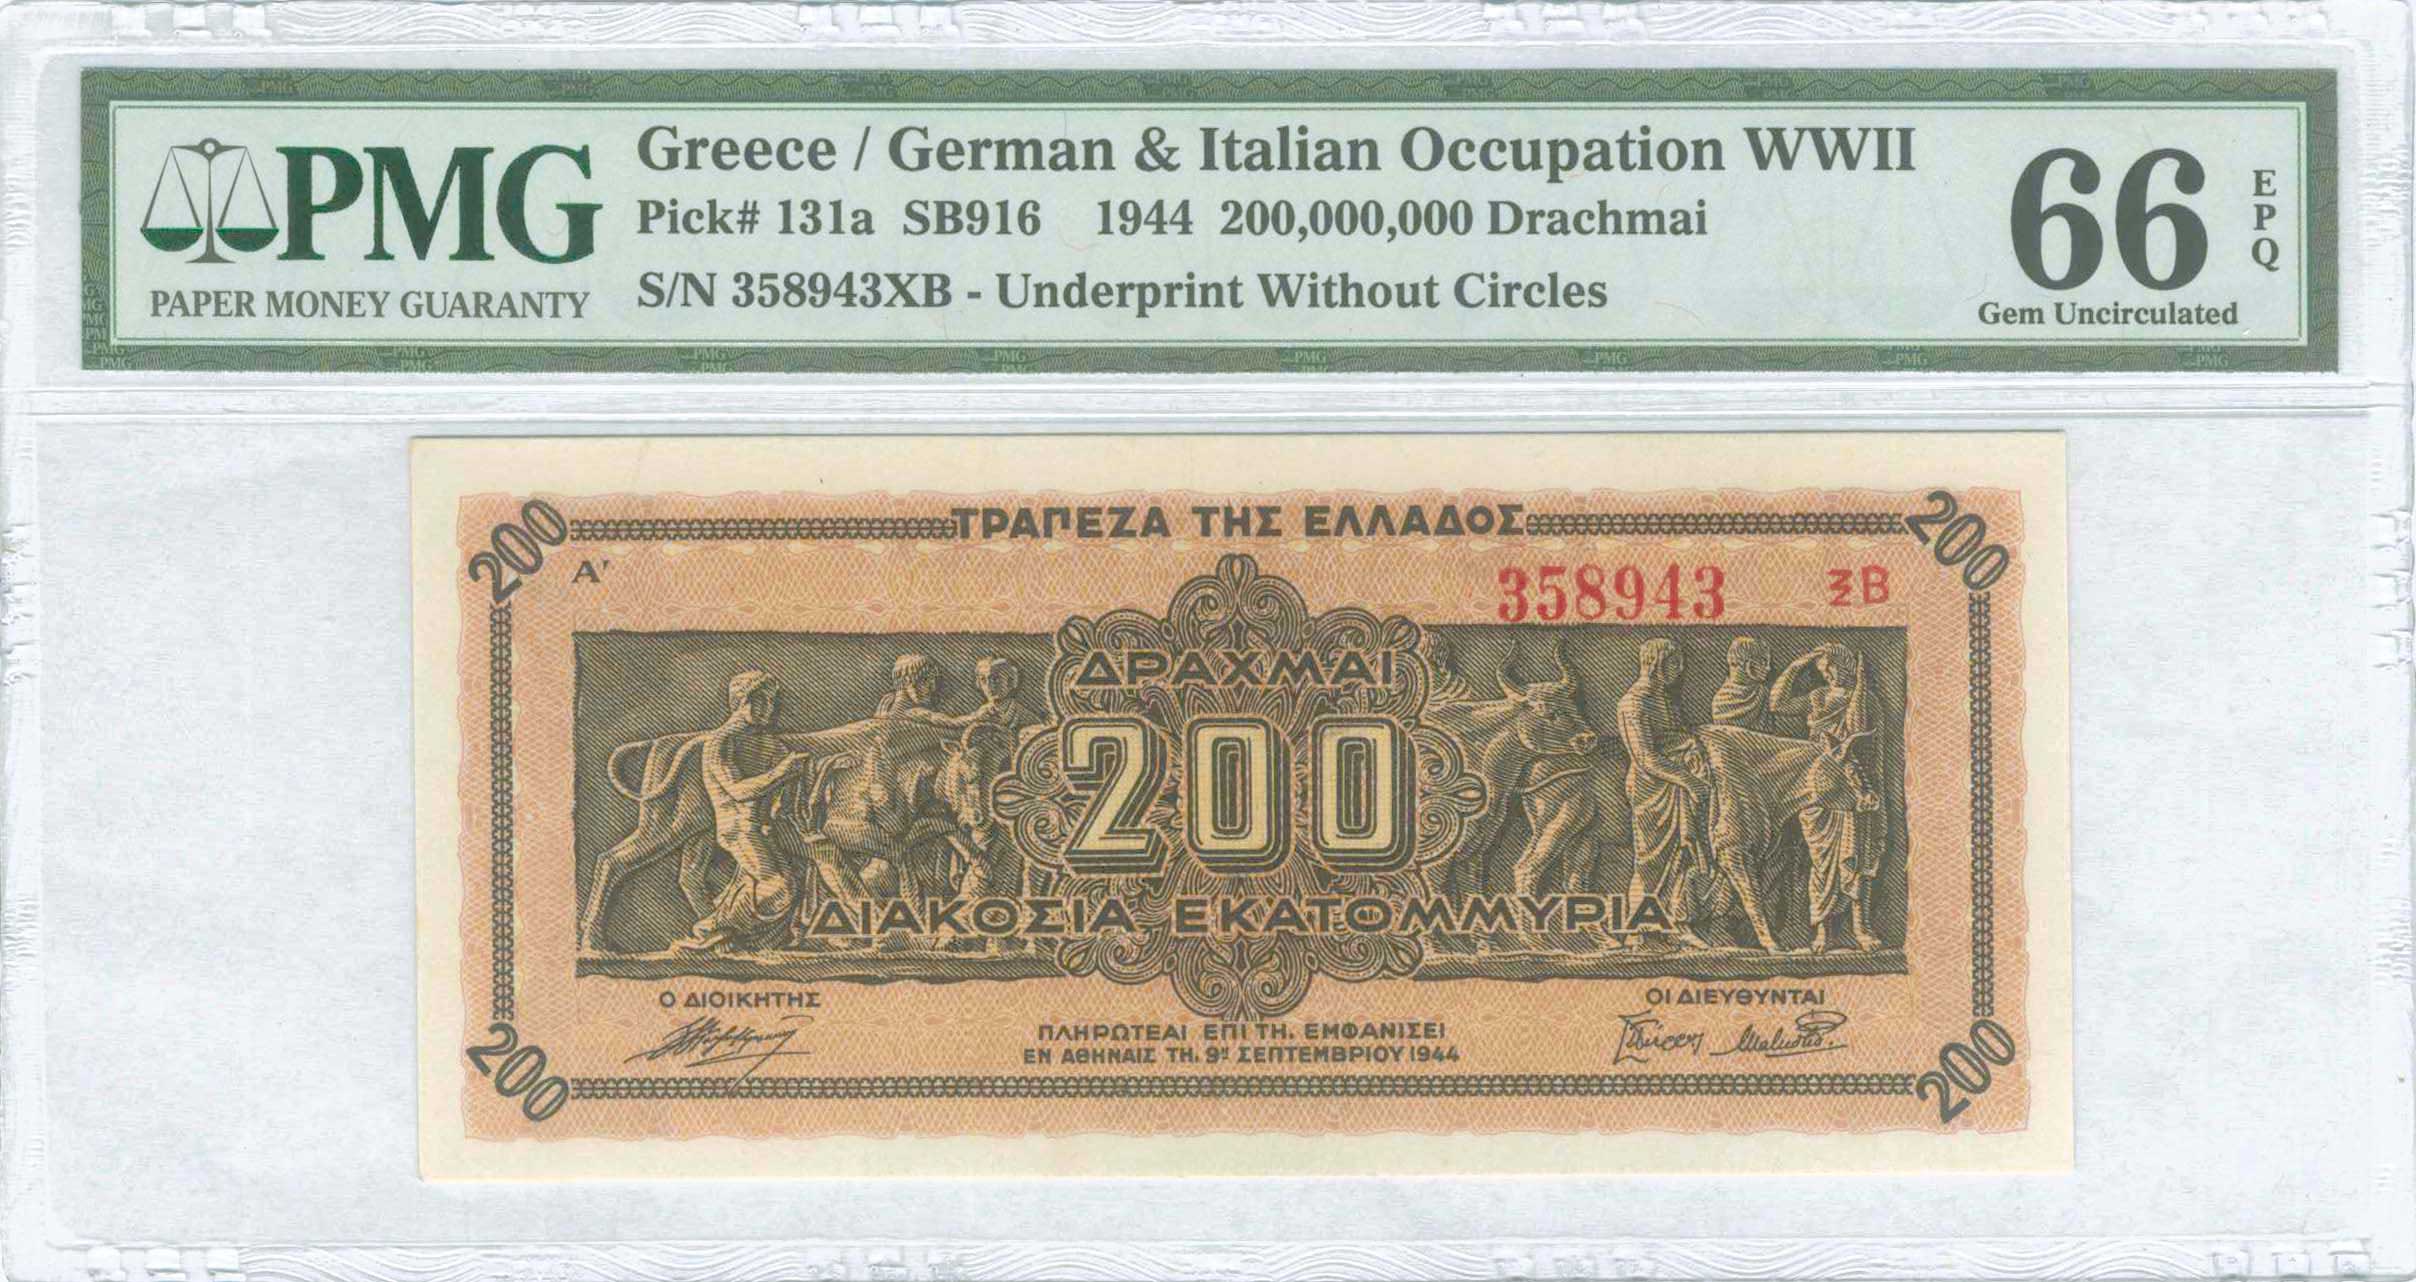 PMG
PAPER MONEY GUARANTY
Greece / German & Italian Occupation WWII
Pick# 131a SB916 1944 200,000,000 Drachmai
S/N 358943XB - Underprint Without Circles
66
EPQ
Gem Uncirculated
200
ΤΡΑΠΕΖΑ ΤΗΣ ΕΛΛΑΔΟΣ
200
Α'
358943 ΞΒ
ΔΡΑΧΜΑΙ
200
ΔΙΑΚΟΣΙΑ ΕΚΑΤΟΜΜΥΡΙΑ
Ο ΔΙΟΙΚΗΤΗΣ
ΟΙ ΔΙΕΥΘΥΝΤΑΙ
ΠΛΗΡΩΤΕΑΙ ΕΠΙ ΤΗ. ΕΜΦΑΝΙΣΕΙ
ΕΝ ΑΘΗΝΑΙΣ ΤΗ. 9ῃ ΣΕΠΤΕΜΒΡΙΟΥ 1944
200
200